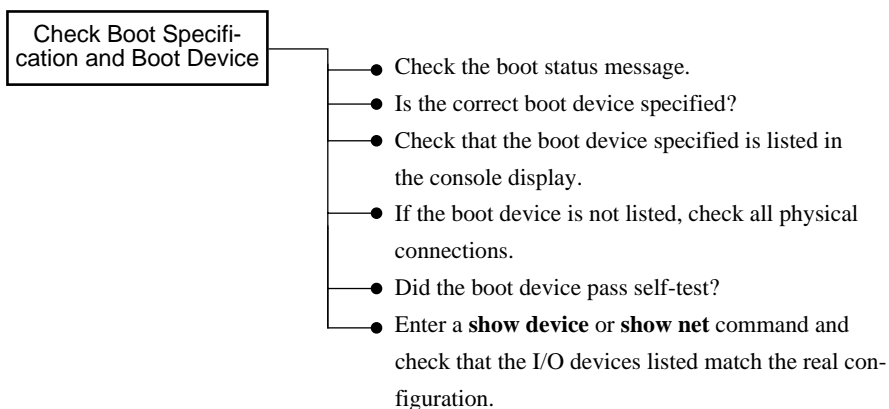 Check Boot Specifi-
cation and Boot Device
Check the boot status message.
Is the correct boot device specified?
Check that the boot device specified is listed in
the console display.
If the boot device is not listed, check all physical
connections.
Did the boot device pass self-test?
Enter a show device or show net command and
check that the I/O devices listed match the real con-
figuration.